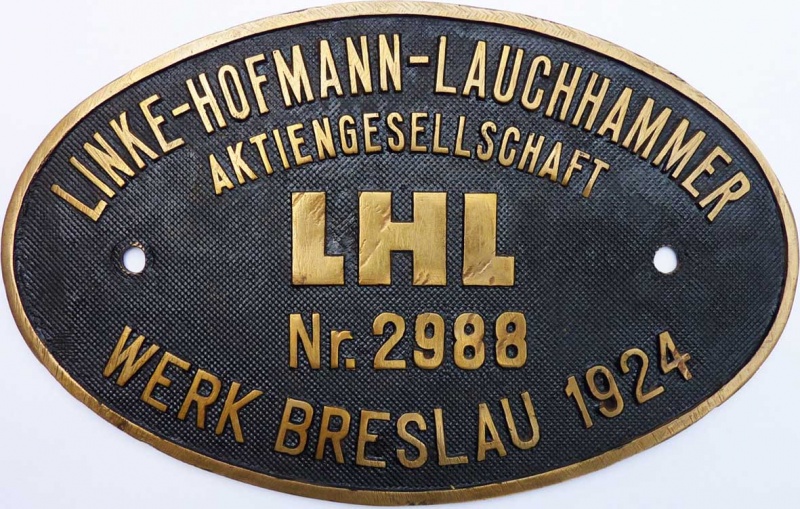 LINKE-HOFMANN-LAUCHHAMMER
AKTIENGESELLSCHAFT
LHL
Nr. 2988
WERK BRESLAU 1924